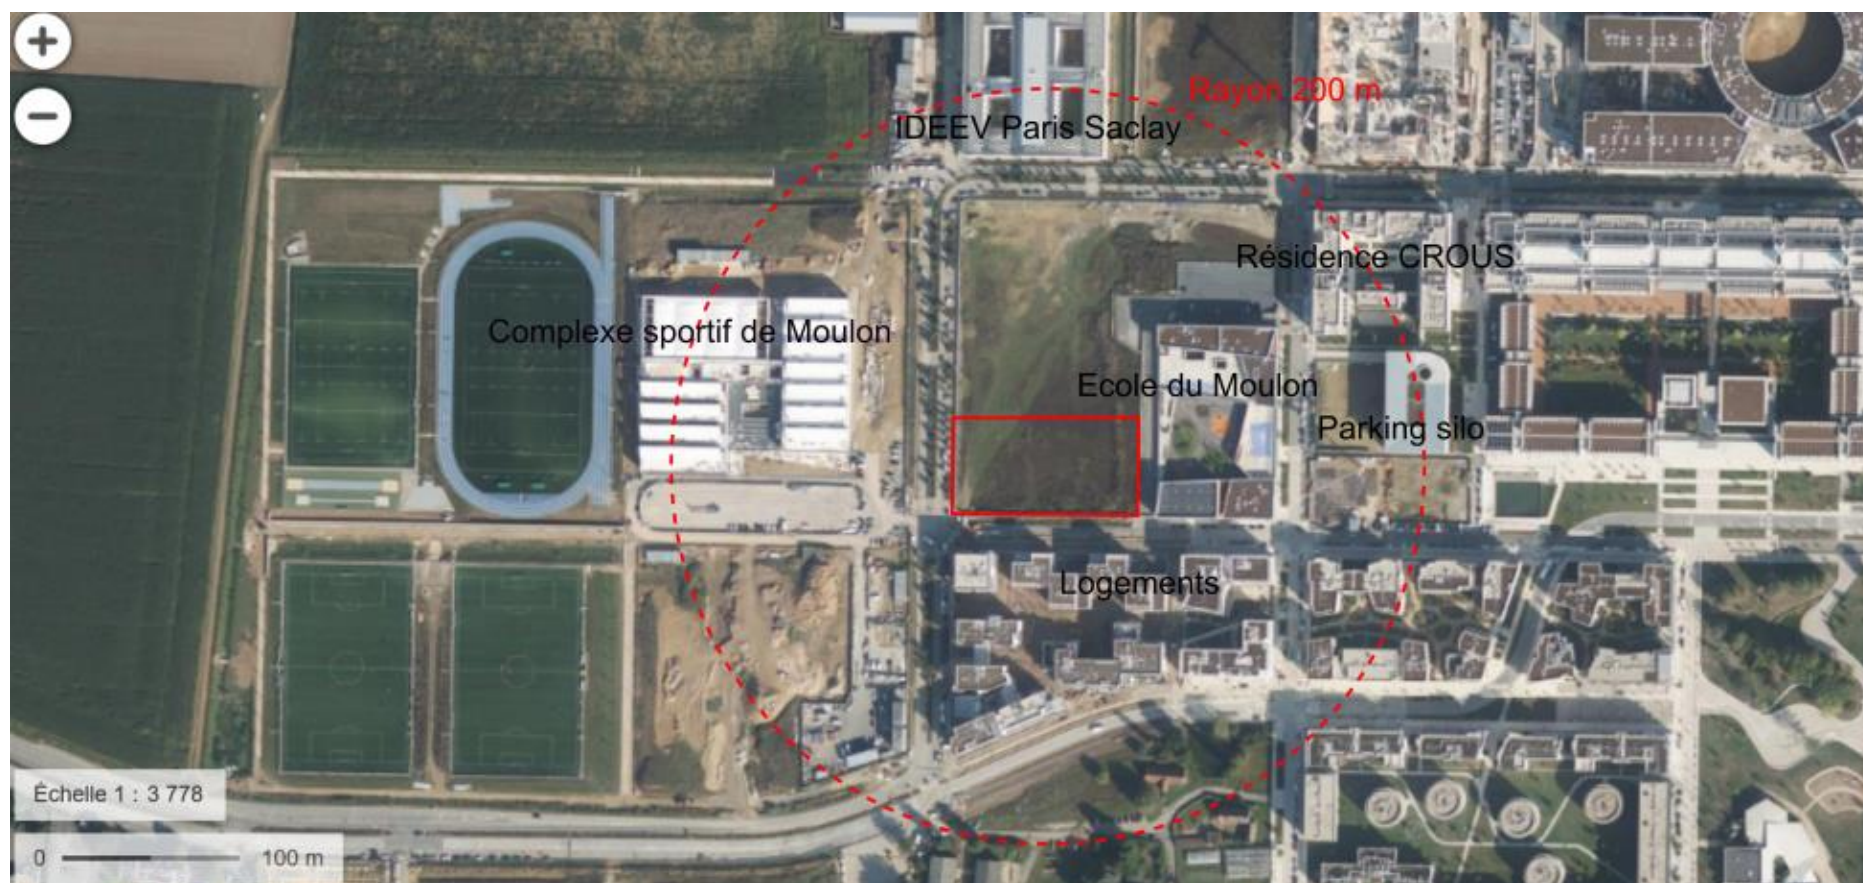 Rayon 200 m
IDEEV Paris Saclay
Résidence CROUS
Complexe sportif de Moulon
Ecole du Moulon
Parking silo
Logements
Échelle 1 : 3 778
0 100 m